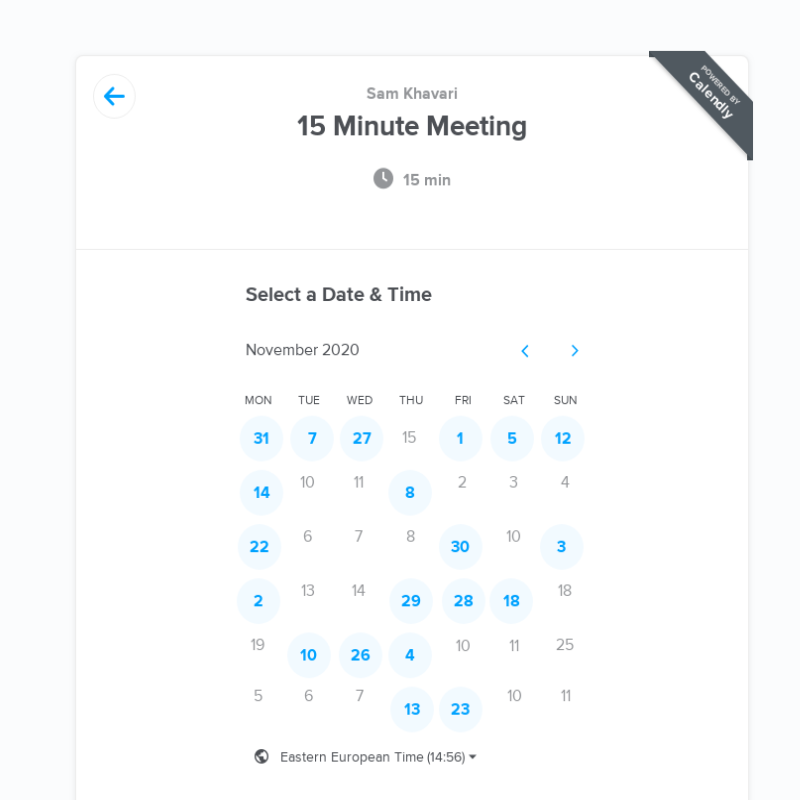 POWERED BY
Calendly
Sam Khavari
15 Minute Meeting
15 min
Select a Date & Time
November 2020
MON TUE WED THU FRI SAT SUN
31 7 27 15 1 5 12
14 10 11 8 2 3 4
22 6 7 8 30 10 3
2 13 14 29 28 18 18
19 10 26 4 10 11 25
5 6 7 13 23 10 11
Eastern European Time (14:56)